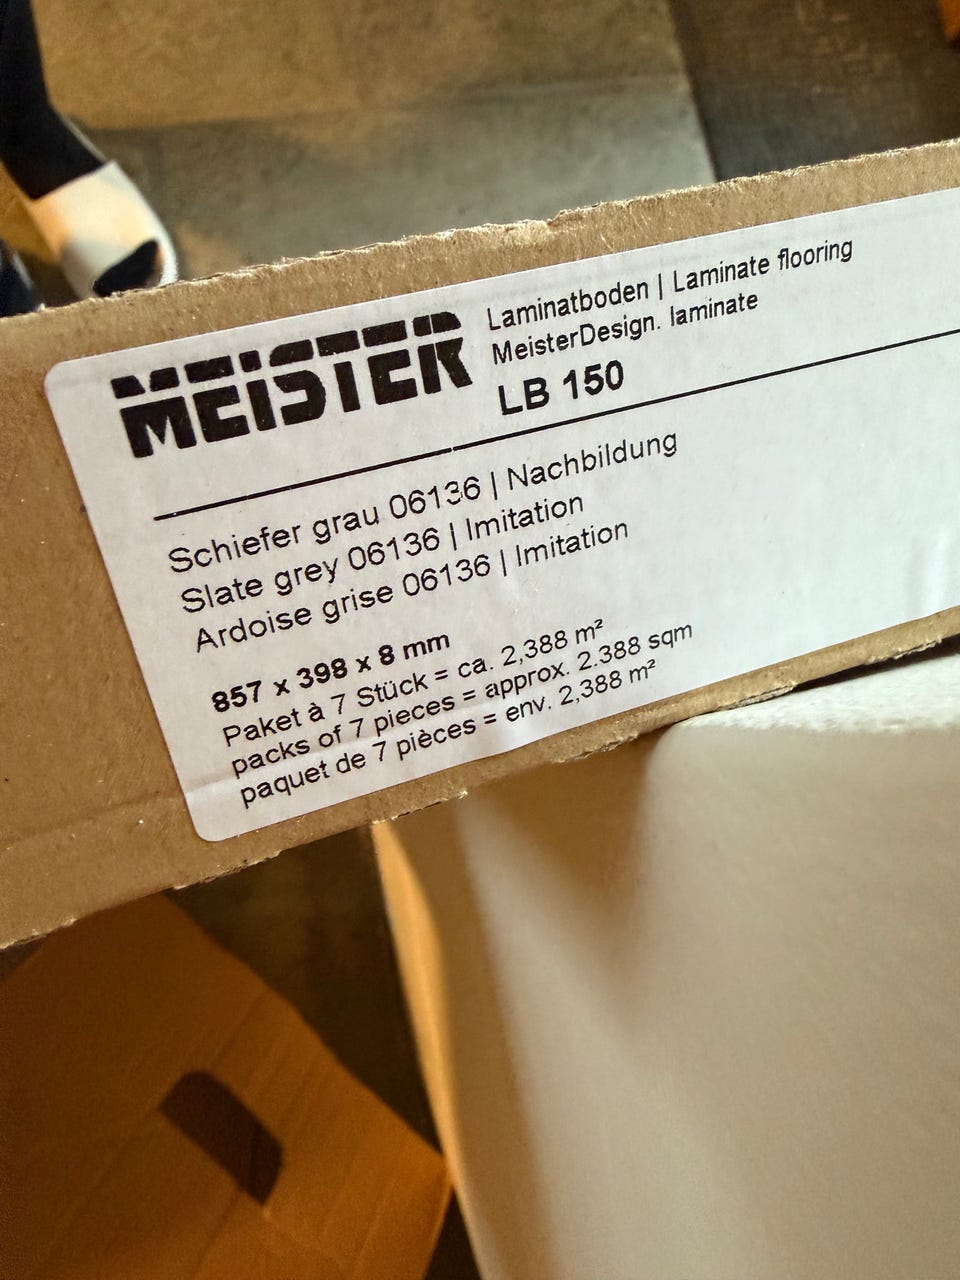 MEISTER
Laminatboden | Laminate flooring
MeisterDesign. laminate
LB 150
Schiefer grau 06136 | Nachbildung
Slate grey 06136 | Imitation
Ardoise grise 06136 | Imitation
857 x 398 x 8 mm
Paket à 7 Stück = ca. 2,388 m²
packs of 7 pieces = approx. 2.388 sqm
paquet de 7 pièces = env. 2,388 m²